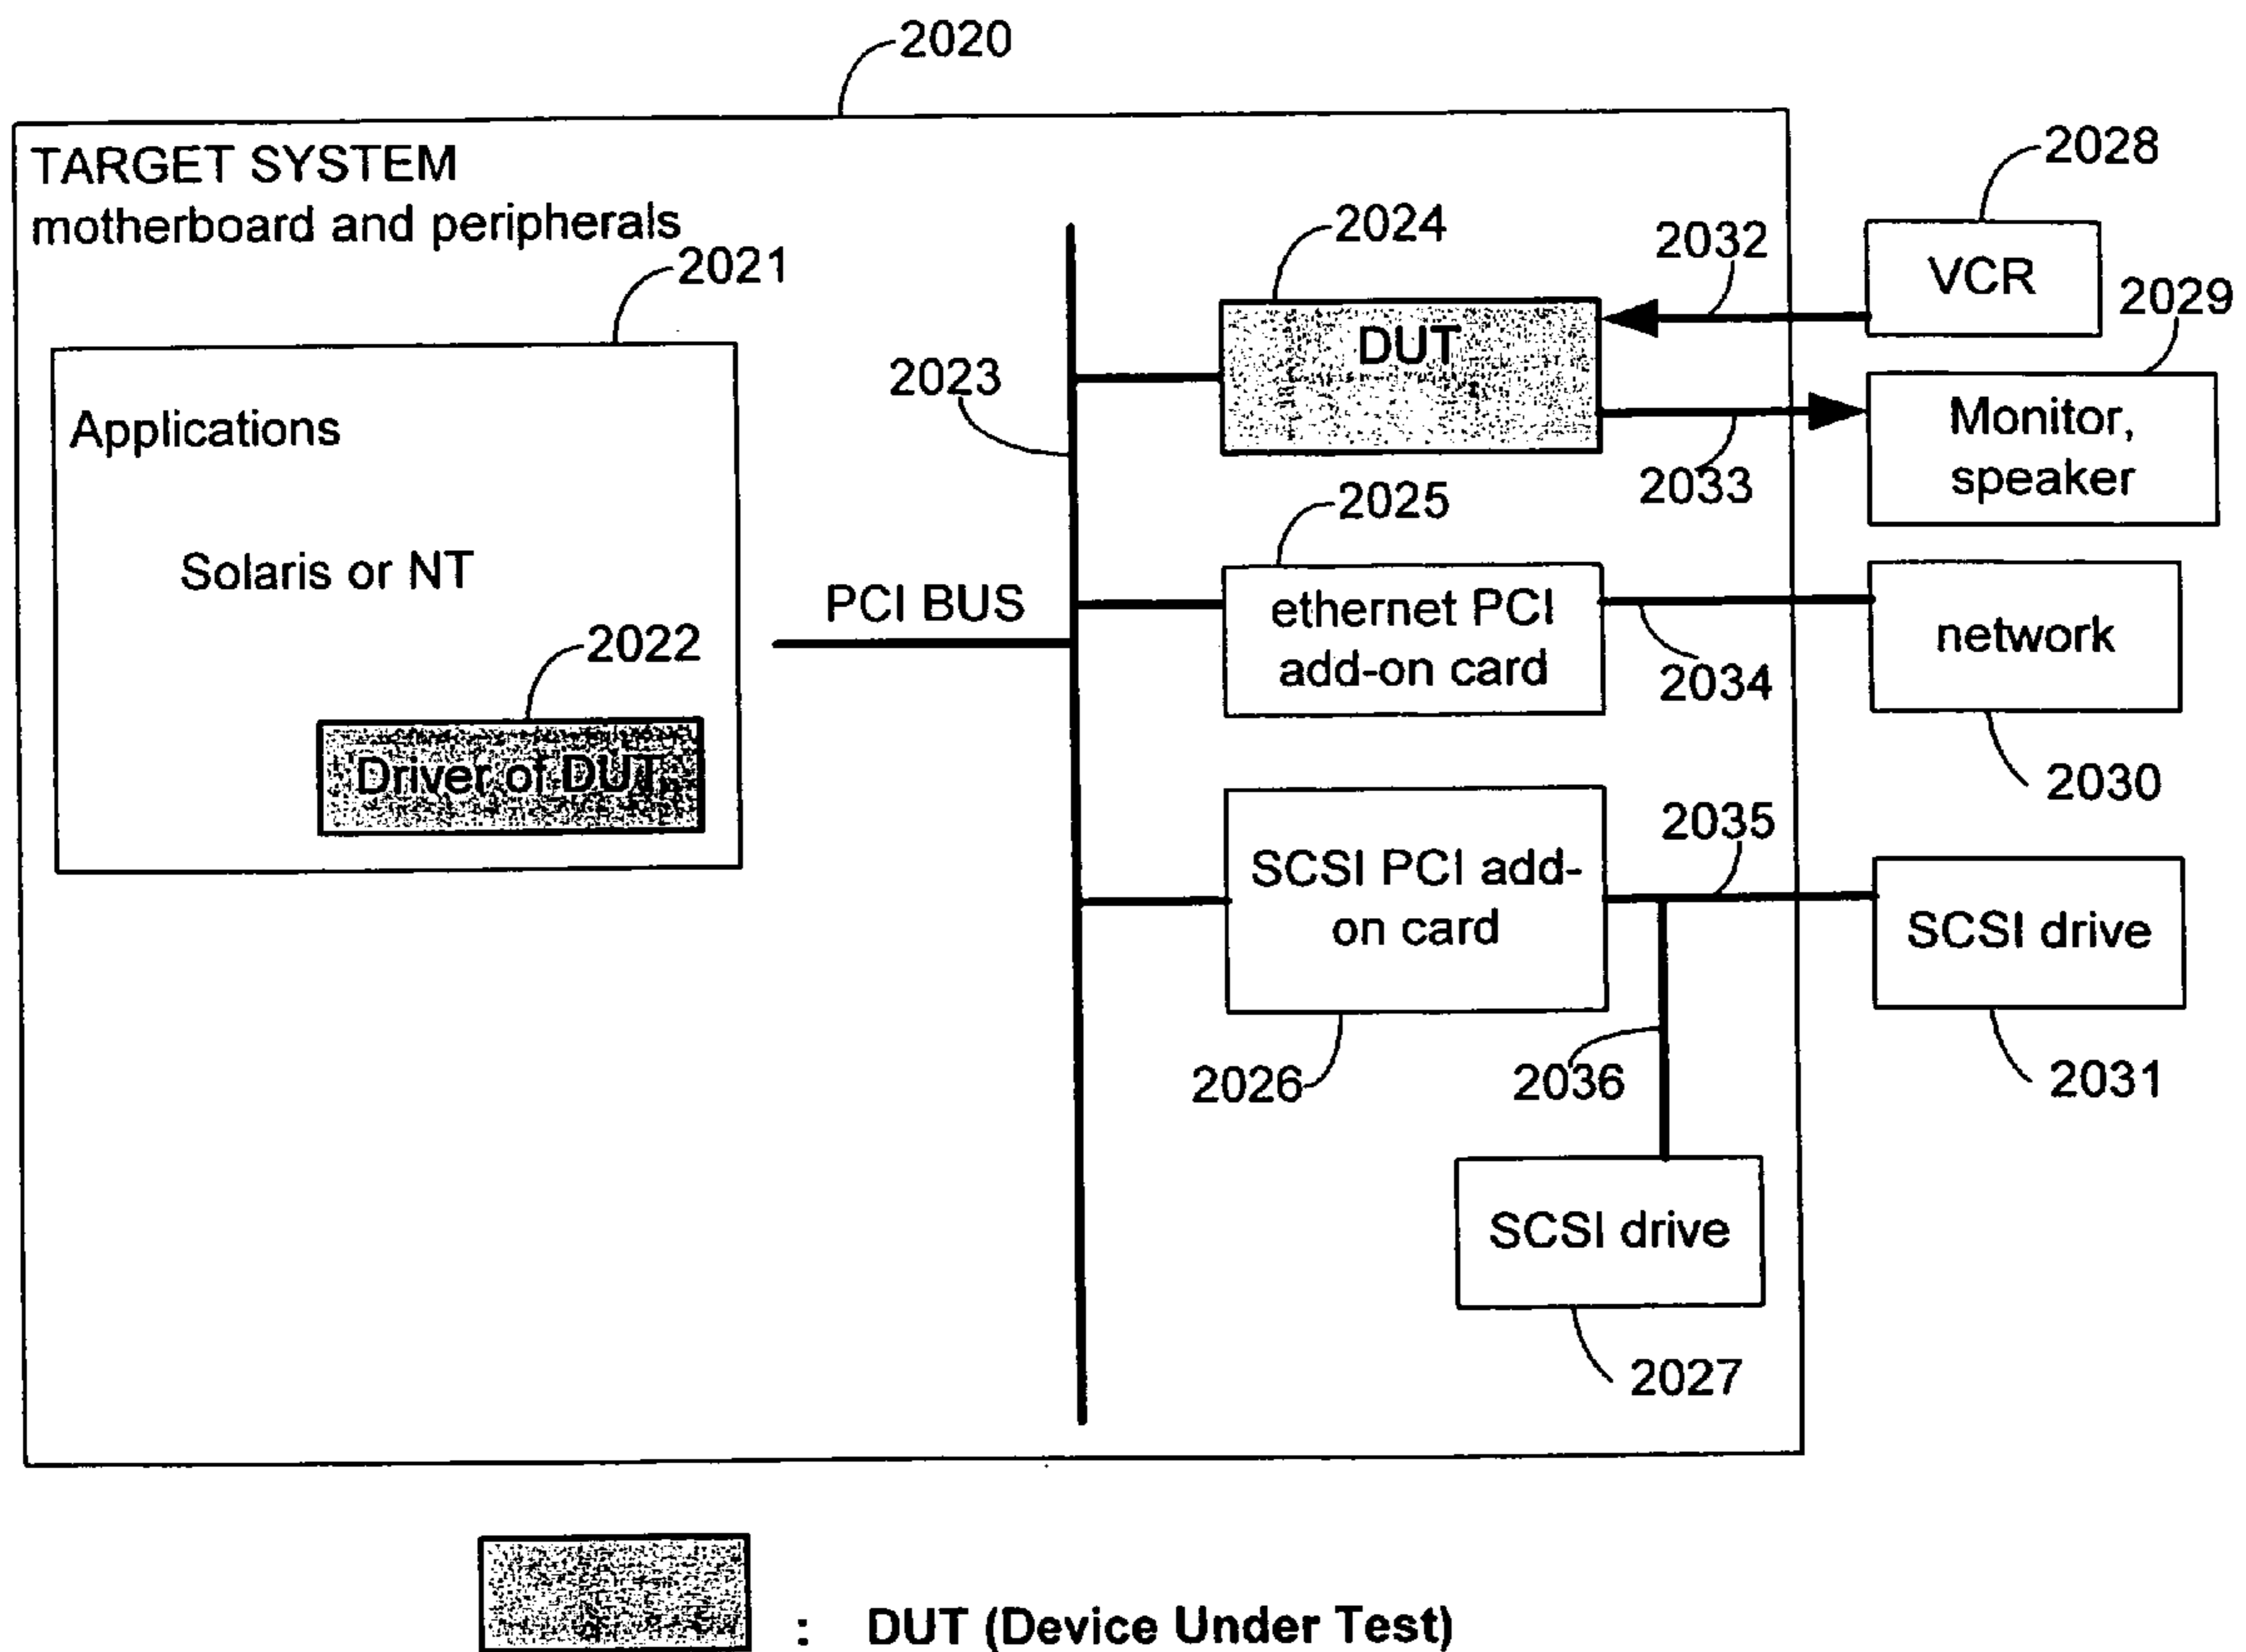 2020
TARGET SYSTEM
motherboard and peripherals
2021
Applications
Solaris or NT
2022
Driver of DUT
2023
PCI BUS
2024
DUT
2032
2033
2028
VCR
2029
Monitor,
speaker
2025
ethernet PCI
add-on card
2034
network
2030
SCSI PCI add-
on card
2026
2035
2036
SCSI drive
2031
SCSI drive
2027
: DUT (Device Under Test)